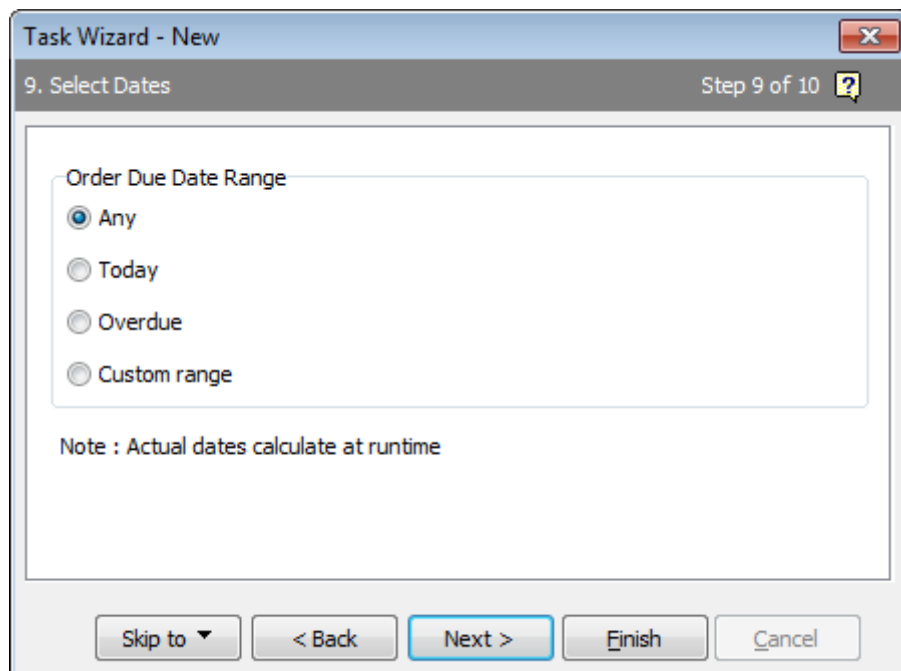 Task Wizard - New
9. Select Dates Step 9 of 10 ?
Order Due Date Range
Any
Today
Overdue
Custom range
Note : Actual dates calculate at runtime
Skip to < Back Next > Finish Cancel